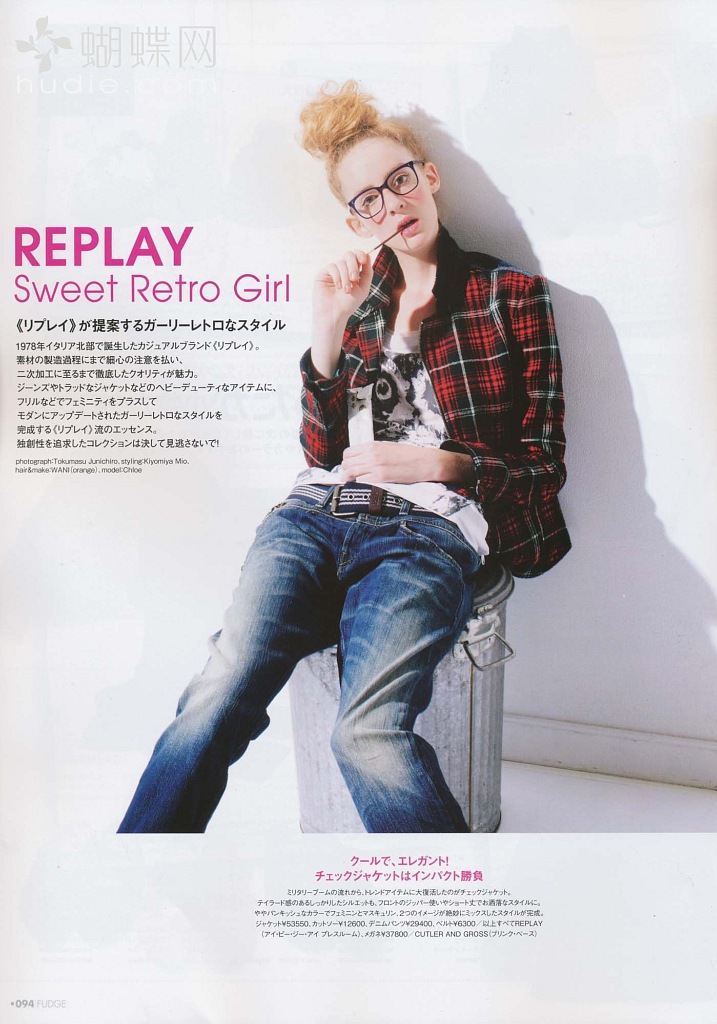 蝴蝶网
hudie.com
REPLAY
Sweet Retro Girl
《リプレイ》が提案するガーリーレトロなスタイル
1978年イタリア北部で誕生したカジュアルブランド《リプレイ》。
素材の製造過程にまで細心の注意を払い、
二次加工に至るまで徹底したクオリティが魅力。
ジーンズやトラッドなジャケットなどのヘビーデューティなアイテムに、
フリルなどでフェミニティをプラスして
モダンにアップデートされたガーリーレトロなスタイルを
完成する《リプレイ》流のエッセンス。
独創性を追求したコレクションは決して見逃さないで!
photograph:Tokumasu Junichiro, styling:Kiyomiya Mio,
hair&make:WANI(orange), model:Chloe
クールで、エレガント!
チェックジャケットはインパクト勝負
ミリタリーブームの流れから、トレンドアイテムに大復活したのがチェックジャケット。
テイラード感のあるしっかりしたシルエットも、フロントのジッパー使いやショート丈でお洒落なスタイルに。
ややパンキッシュなカラーでフェミニンとマスキュリン、2つのイメージが絶妙にミックスしたスタイルが完成。
ジャケット¥53550、カットソー¥12600、デニムパンツ¥29400、ベルト¥6300/以上すべてREPLAY
(アイ・ピー・ジー・アイ プレスルーム)、メガネ¥37800/CUTLER AND GROSS(ブリンク・ベース)
094 FUDGE